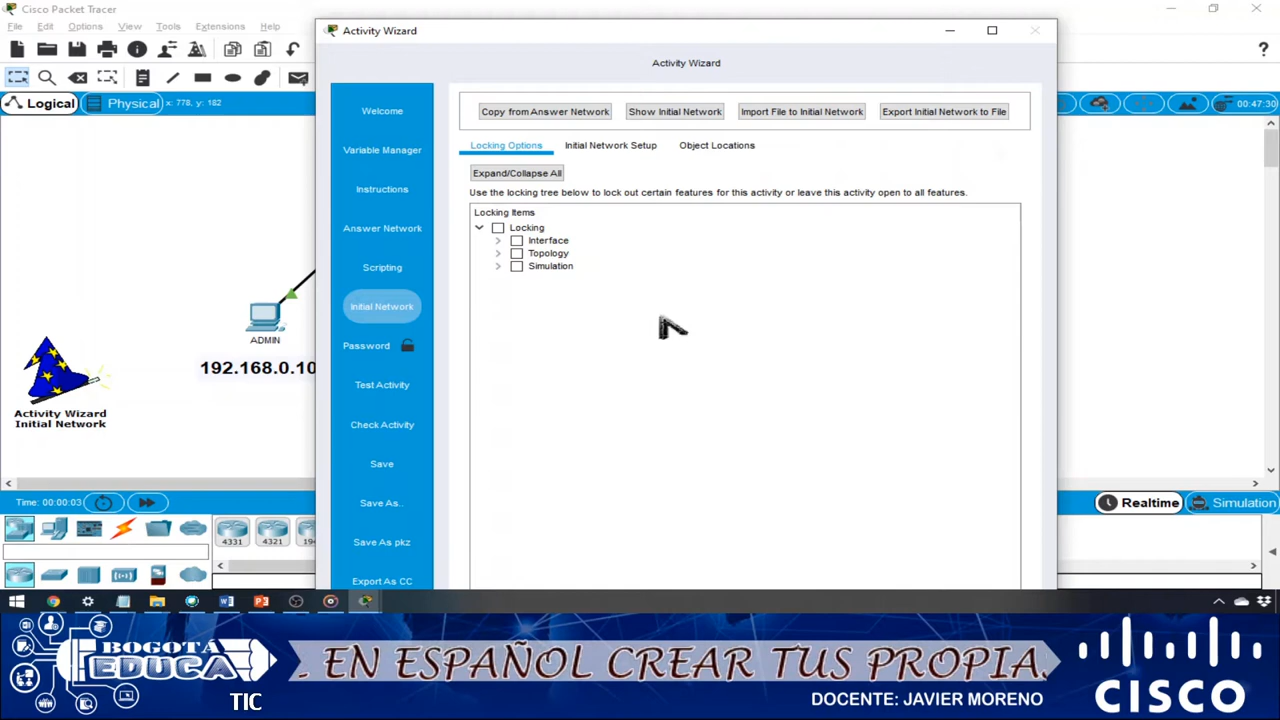 Cisco Packet Tracer
File Edit Options View Tools Extensions Help
Logical Physical x: 778, y: 182
00:47:30
ADMIN
192.168.0.10
Activity Wizard
Initial Network
Activity Wizard
Activity Wizard
Welcome
Variable Manager
Instructions
Answer Network
Scripting
Initial Network
Password
Test Activity
Check Activity
Save
Save As..
Save As pkz
Export As CC
Copy from Answer Network Show Initial Network Import File to Initial Network Export Initial Network to File
Locking Options Initial Network Setup Object Locations
Expand/Collapse All
Use the locking tree below to lock out certain features for this activity or leave this activity open to all features.
Locking Items
Locking
Interface
Topology
Simulation
Time: 00:00:03
Realtime Simulation
4331 4321
BOGOTÁ
EDUCA
TIC
. EN ESPAÑOL CREAR TUS PROPIA.
DOCENTE: JAVIER MORENO
CISCO